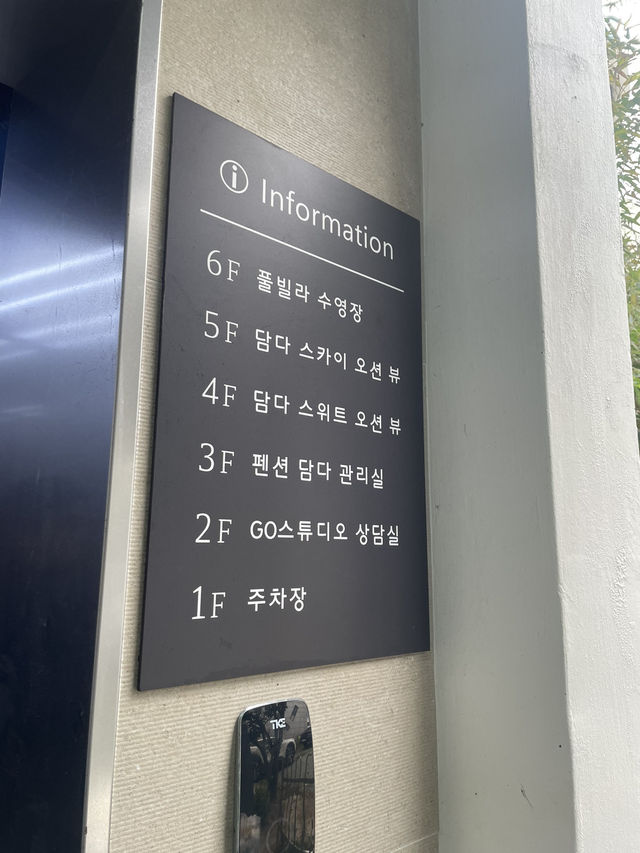 i Information
6F 풀빌라 수영장
5F 담다 스카이 오션 뷰
4F 담다 스위트 오션 뷰
3F 펜션 담다 관리실
2F GO스튜디오 상담실
1F 주차장
TKE